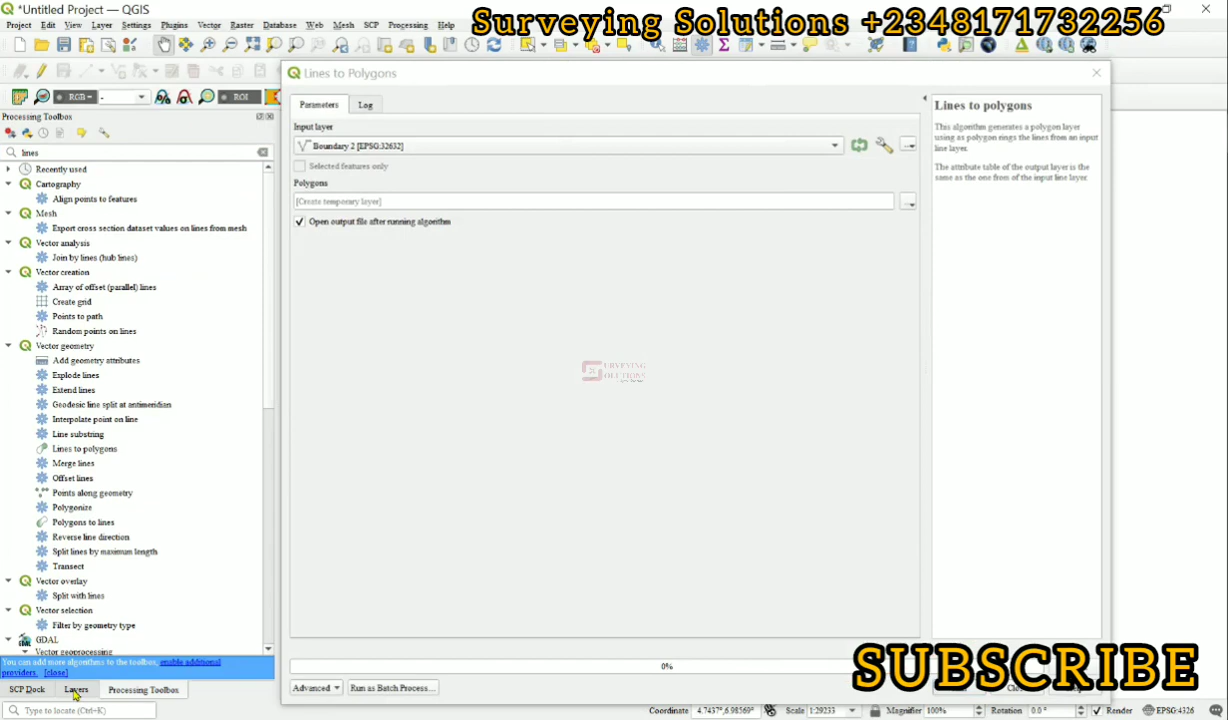 *Untitled Project — QGIS
Surveying Solutions +2348171732256
Project Edit View Layer Settings Plugins Vector Raster Database Web Mesh SCP Processing Help
RGB= - ROI
Lines to Polygons
Processing Toolbox
lines
Recently used
Cartography
Align points to features
Mesh
Export cross section dataset values on lines from mesh
Vector analysis
Join by lines (hub lines)
Vector creation
Array of offset (parallel) lines
Create grid
Points to path
Random points on lines
Vector geometry
Add geometry attributes
Explode lines
Extend lines
Geodesic line split at antimeridian
Interpolate point on line
Line substring
Lines to polygons
Merge lines
Offset lines
Points along geometry
Polygonize
Polygons to lines
Reverse line direction
Split lines by maximum length
Transect
Vector overlay
Split with lines
Vector selection
Filter by geometry type
GDAL
Vector geoprocessing
You can add more algorithms to the toolbox, enable additional
providers. [close]
SCP Dock Layers Processing Toolbox
Type to locate (Ctrl+K)
Parameters Log
Input layer
Boundary 2 [EPSG:32632]
Selected features only
Polygons
[Create temporary layer]
Open output file after running algorithm
SURVEYING
SOLUTIONS
0%
Advanced Run as Batch Process...
Lines to polygons
This algorithm generates a polygon layer
using as polygon rings the lines from an input
line layer.
The attribute table of the output layer is the
same as the one from of the input line layer.
SUBSCRIBE
Coordinate 4.7437°,6.98569° Scale 1:29233 Magnifier 100% Rotation 0.0° Render EPSG:4326